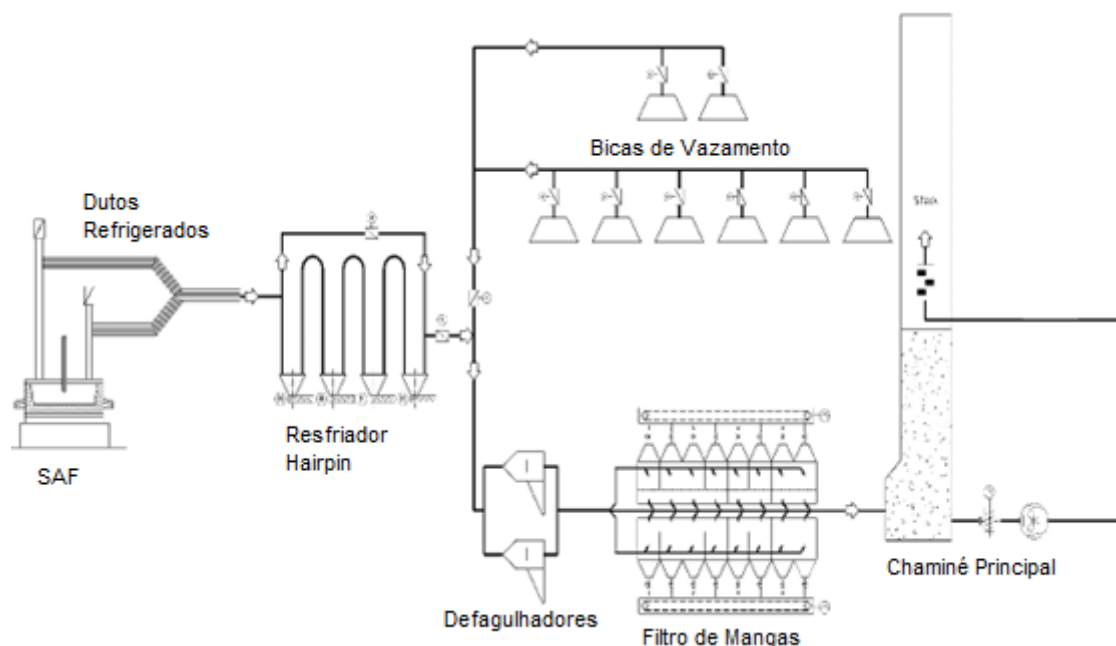 Bicas de Vazamento
Dutos
Refrigerados
Stack
Resfriador
Hairpin
SAF
Chaminé Principal
Defagulhadores
Filtro de Mangas